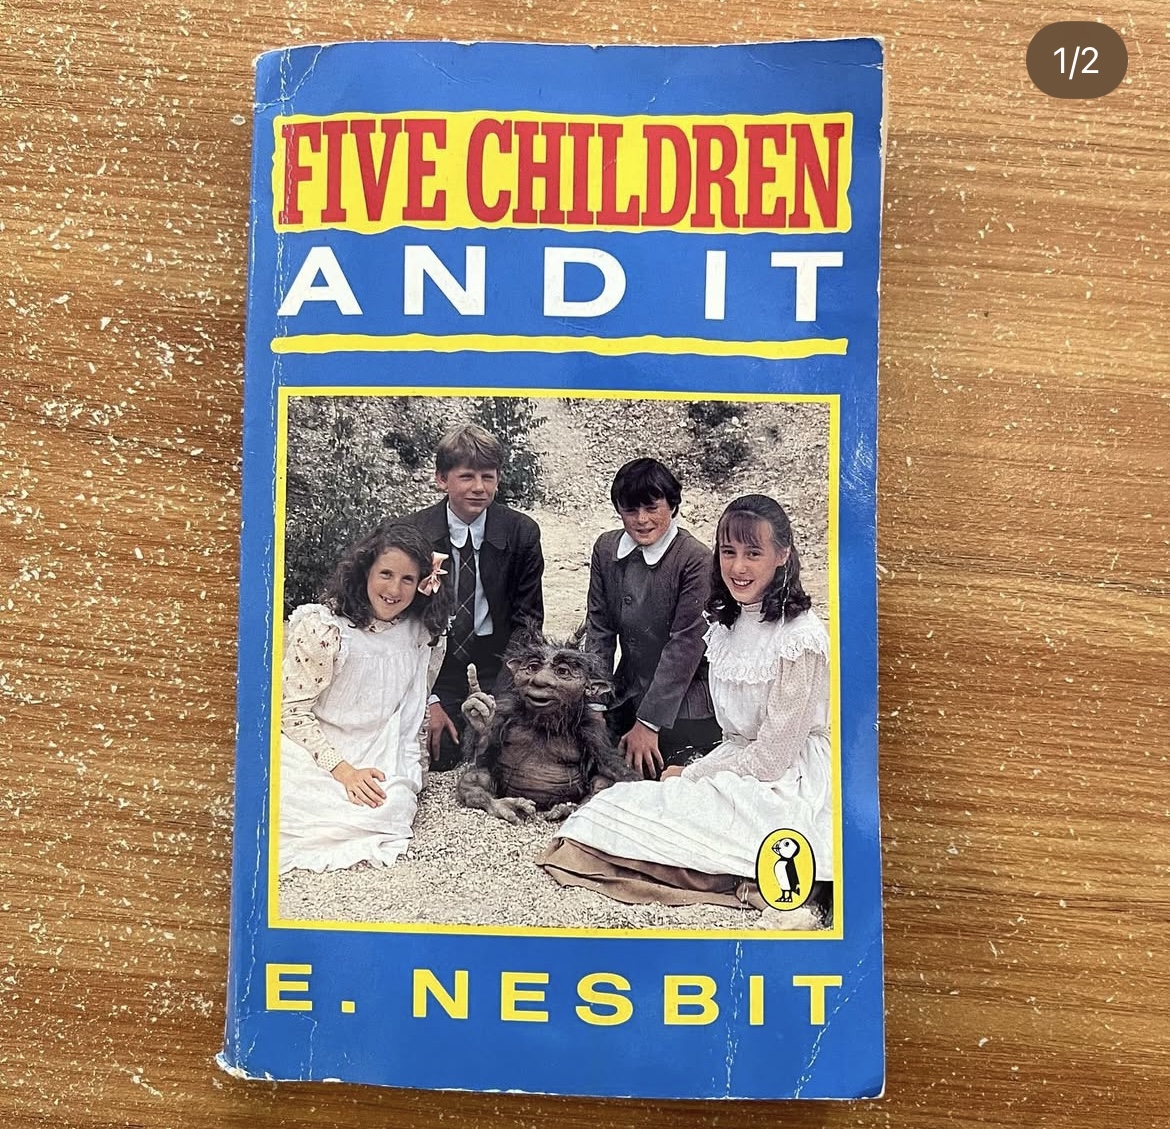 1/2
FIVE CHILDREN
AND IT
E. NESBIT